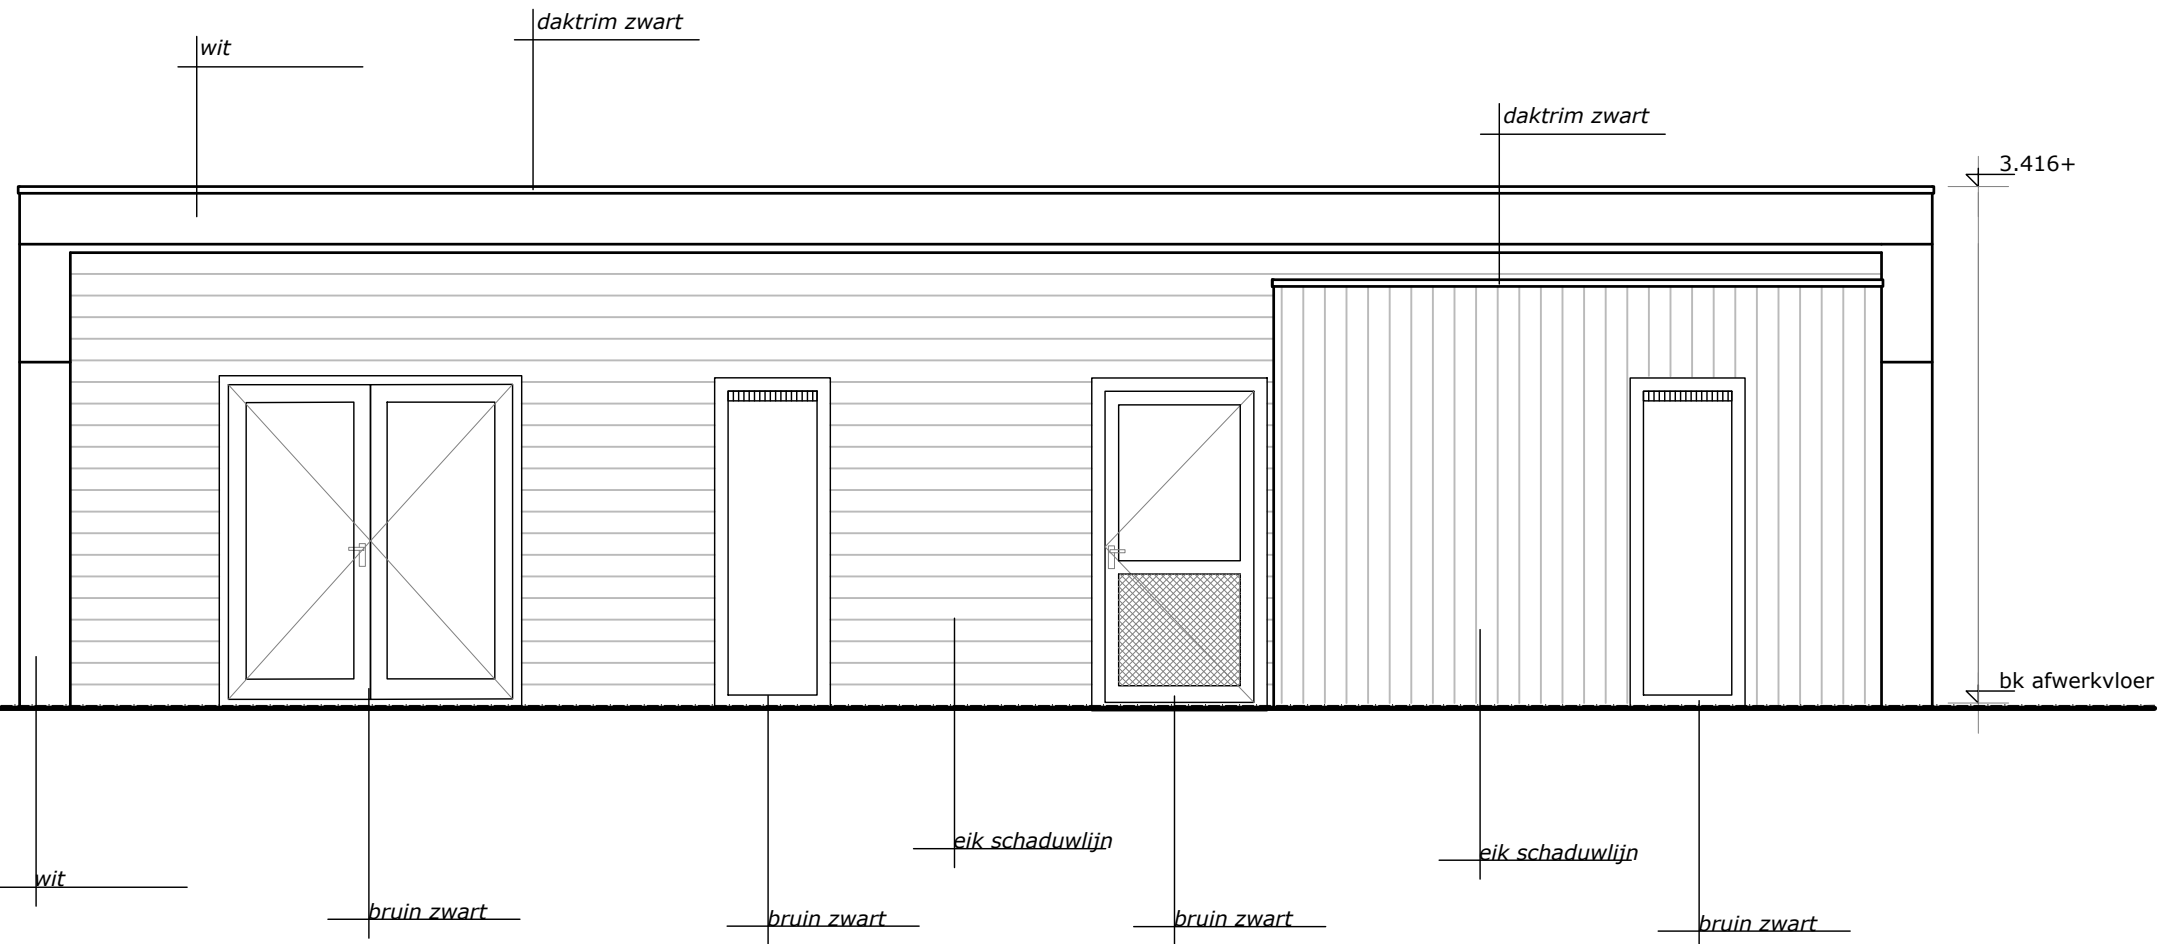 daktrim zwart
wit
daktrim zwart
3.416+
bk afwerkvloer
eik schaduwlijn
eik schaduwlijn
wit
bruin zwart
bruin zwart
bruin zwart
bruin zwart